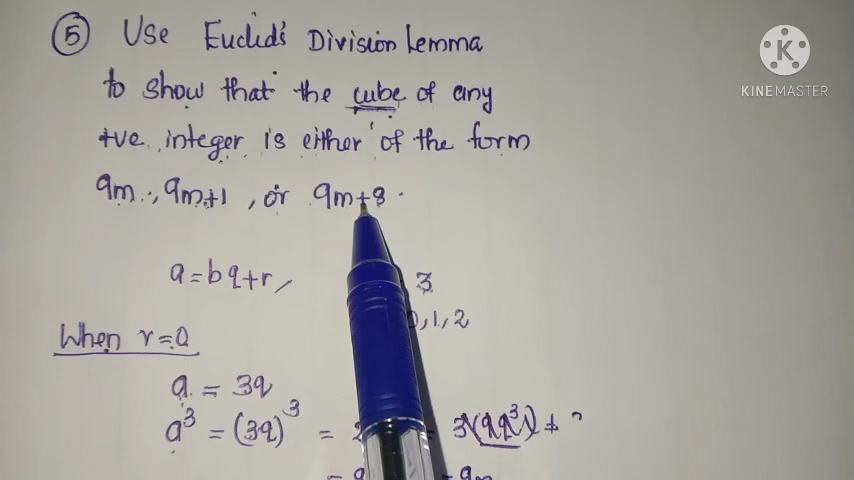 ⑤ Use Euclid's Division Lemma
to show that the cube of any
+ve integer is either of the form
9m, 9m+1, or 9m+8.
a = bq+r, 3
0,1,2
When r=0
a = 3q
a³ = (3q)³ = = 3(9q³) + ?
= 9 = 9m
K
KINEMASTER